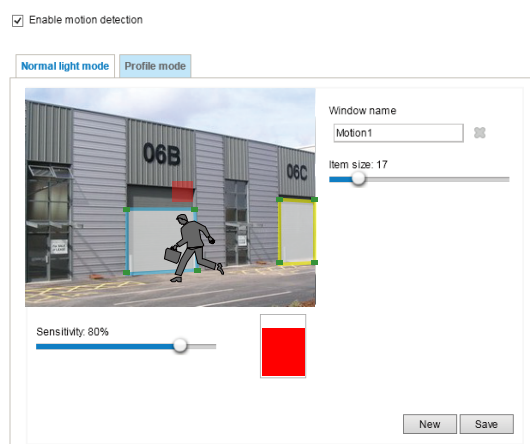 Enable motion detection
Normal light mode
Profile mode
Window name
Motion1
Item size: 17
06B
06C
Sensitivity: 80%
New
Save